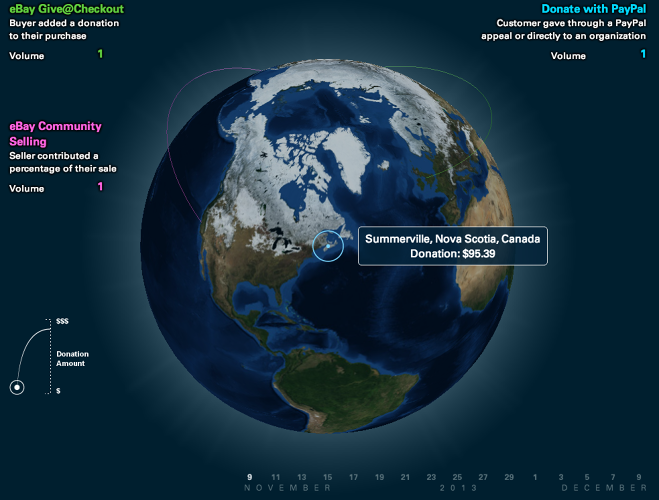 eBay Give@Checkout
Buyer added a donation
to their purchase
Volume 1
Donate with PayPal
Customer gave through a PayPal
appeal or directly to an organization
Volume 1
eBay Community
Selling
Seller contributed a
percentage of their sale
Volume 1
Summerville, Nova Scotia, Canada
Donation: $95.39
$$$
Donation
Amount
$
9 11 13 15 17 19 21 23 25 27 29 1 3 5 7 9
NOVEMBER 2013 DECEMBER